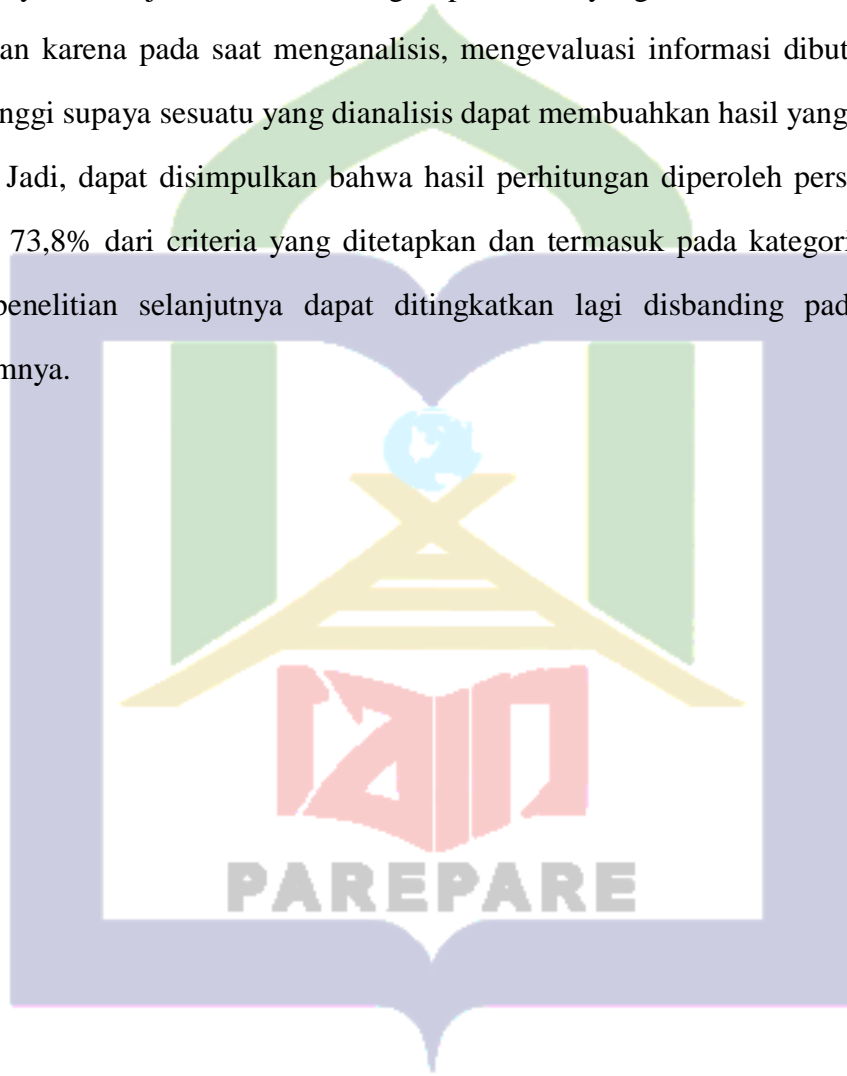 an karena pada saat menganalisis, mengevaluasi informasi dibut
nggi supaya sesuatu yang dianalisis dapat membuahkan hasil yang
Jadi, dapat disimpulkan bahwa hasil perhitungan diperoleh pers
73,8% dari criteria yang ditetapkan dan termasuk pada kategori
penelitian selanjutnya dapat ditingkatkan lagi disbanding pad
mnya.
iain
PAREPARE